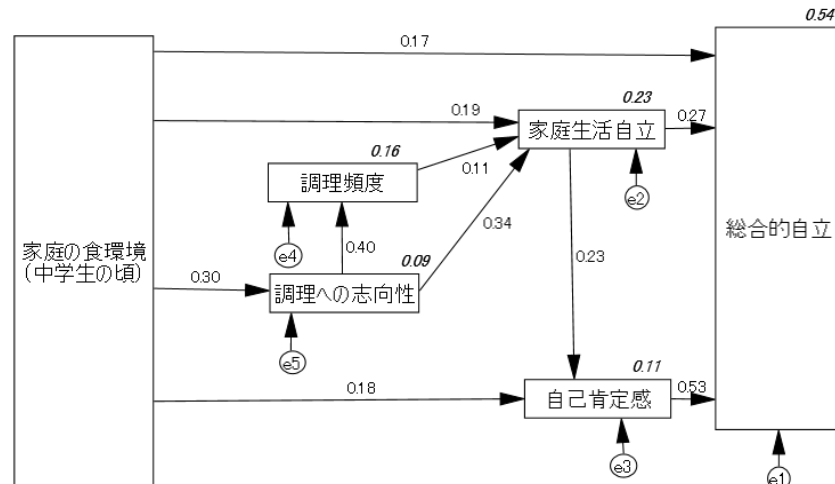 0.54
0.17
0.23
0.19
家庭生活自立
0.27
0.16
調理頻度
0.11
e2
0.34
総合的自立
家庭の食環境
(中学生の頃)
e4
0.40
0.09
0.23
0.30
調理への志向性
e5
0.11
0.18
自己肯定感
0.53
e3
e1